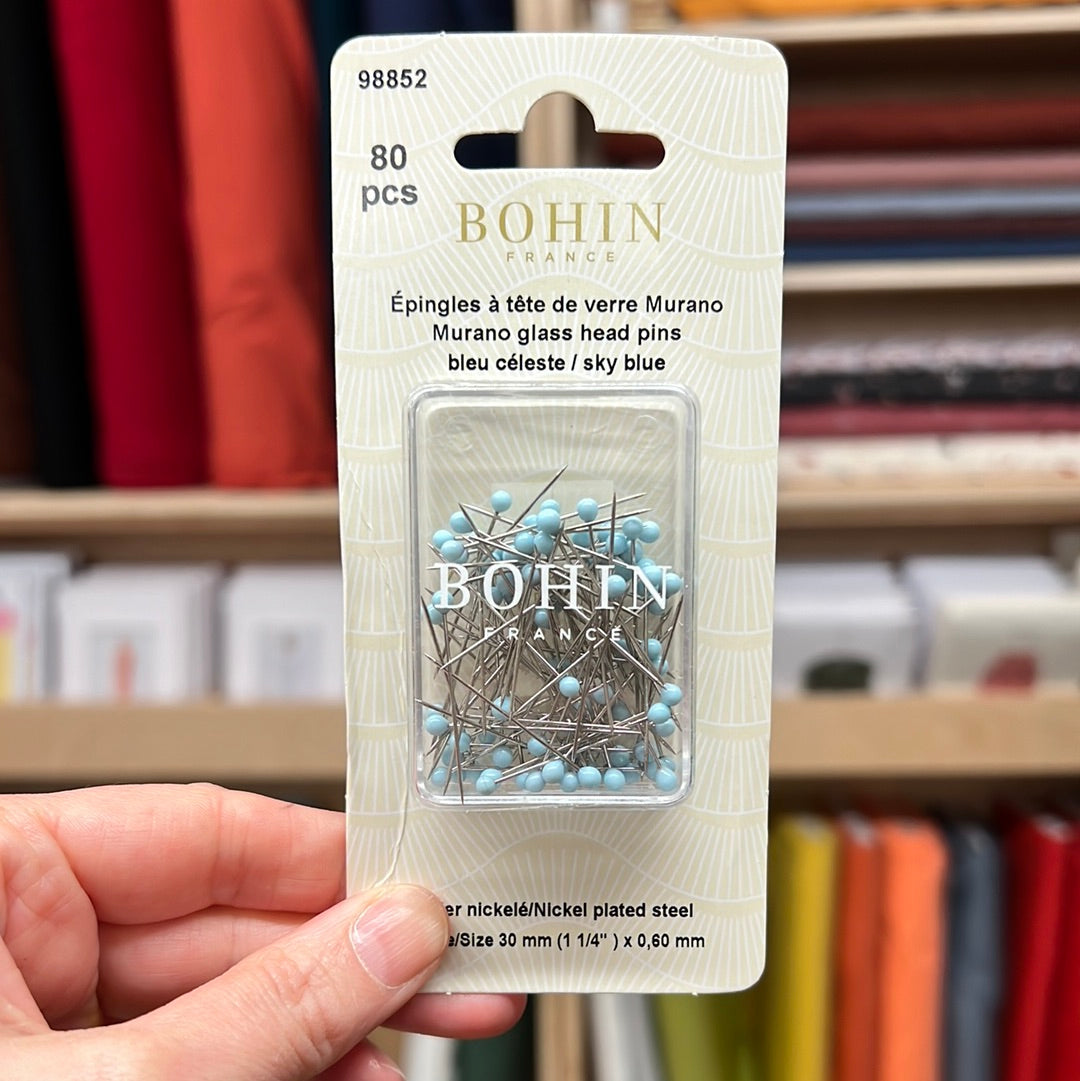 98852
80
pcs
BOHIN
FRANCE
Épingles à tête de verre Murano
Murano glass head pins
bleu céleste / sky blue
BOHIN
FRANCE
nickelé/Nickel plated steel
/Size 30 mm (1 1/4" ) x 0,60 mm